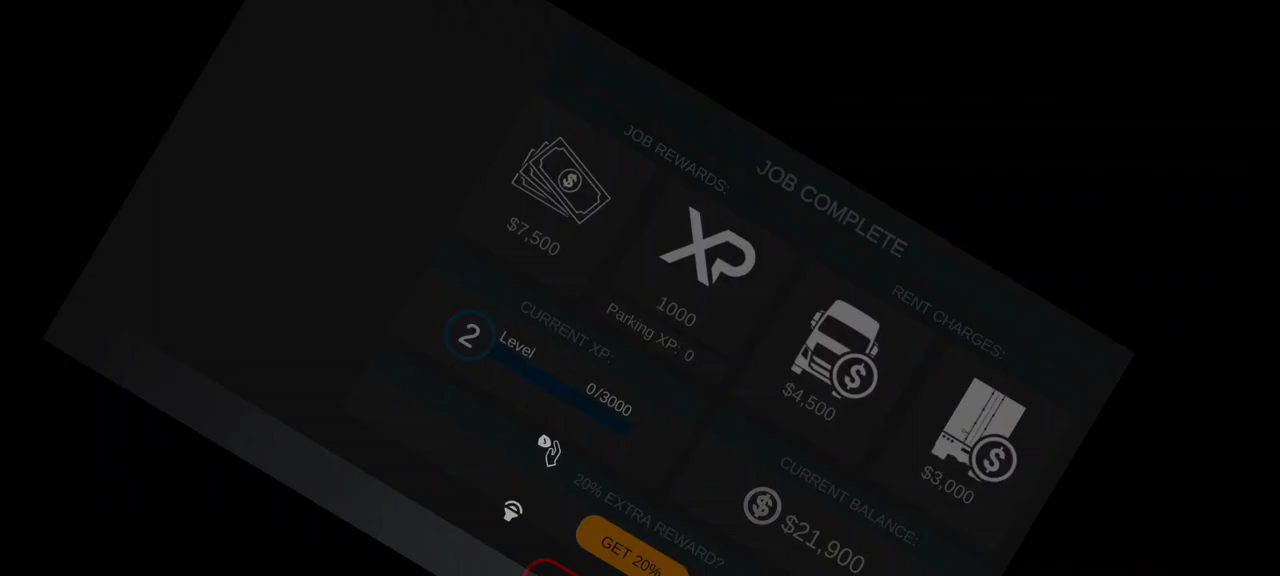 JOB COMPLETE
JOB REWARDS:
RENT CHARGES:
$7,500
XP
1000
Parking XP: 0
$4,500
$3,000
CURRENT XP:
2
Level
0/3000
CURRENT BALANCE:
$21,900
20% EXTRA REWARD?
GET 20%